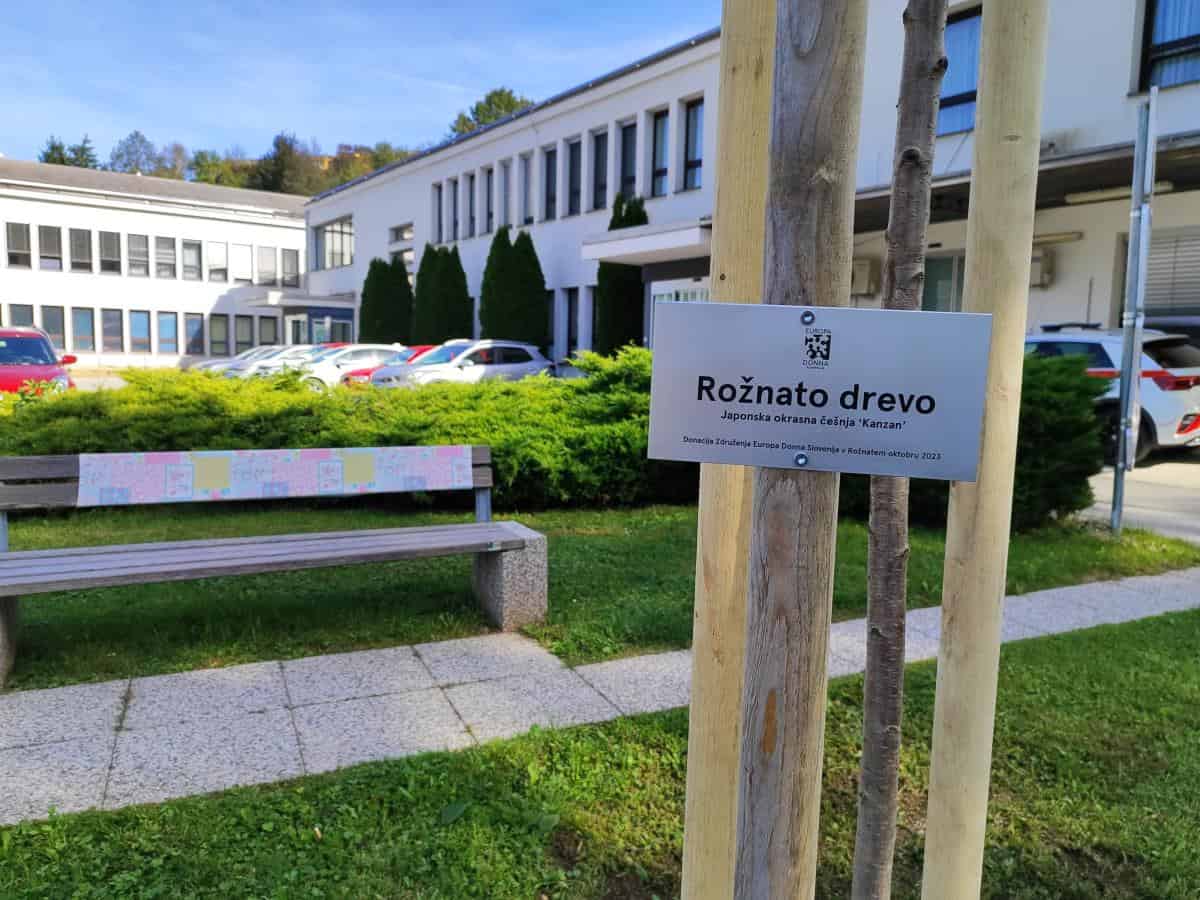 EUROPA
DONNA
Rožnato drevo
Japonska okrasna češnja 'Kanzan'
Donacija Združenja Europa Donna Slovenija v Rožnatem oktobru 2023